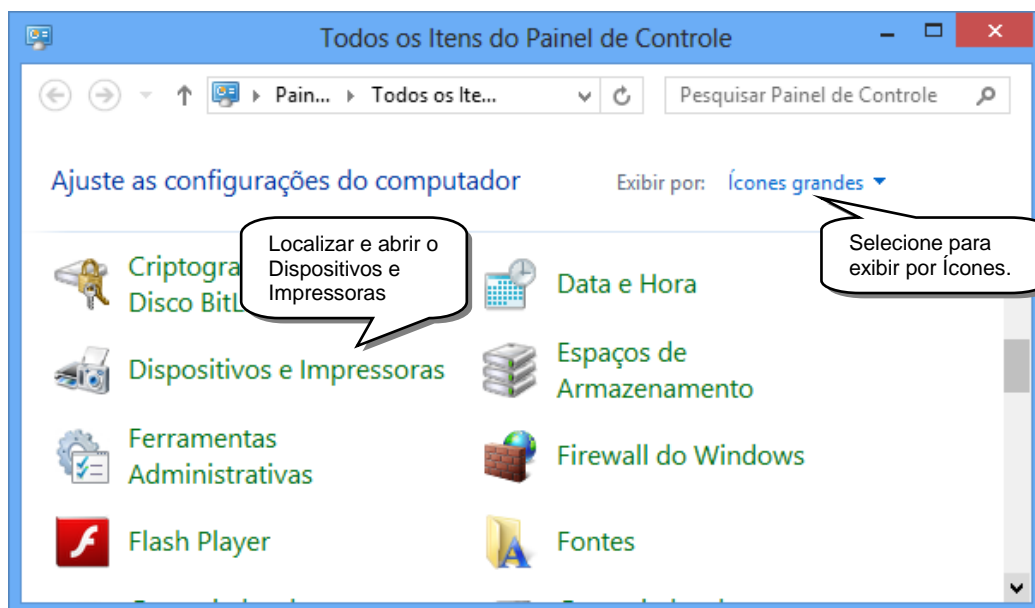 Todos os Itens do Painel de Controle
Pain... Todos os Ite...
Pesquisar Painel de Controle
Ajuste as configurações do computador
Exibir por: Ícones grandes
Localizar e abrir o
Dispositivos e
Impressoras
Selecione para
exibir por Ícones.
Criptogra
Disco BitL
Data e Hora
Dispositivos e Impressoras
Espaços de
Armazenamento
Ferramentas
Administrativas
Firewall do Windows
Flash Player
Fontes